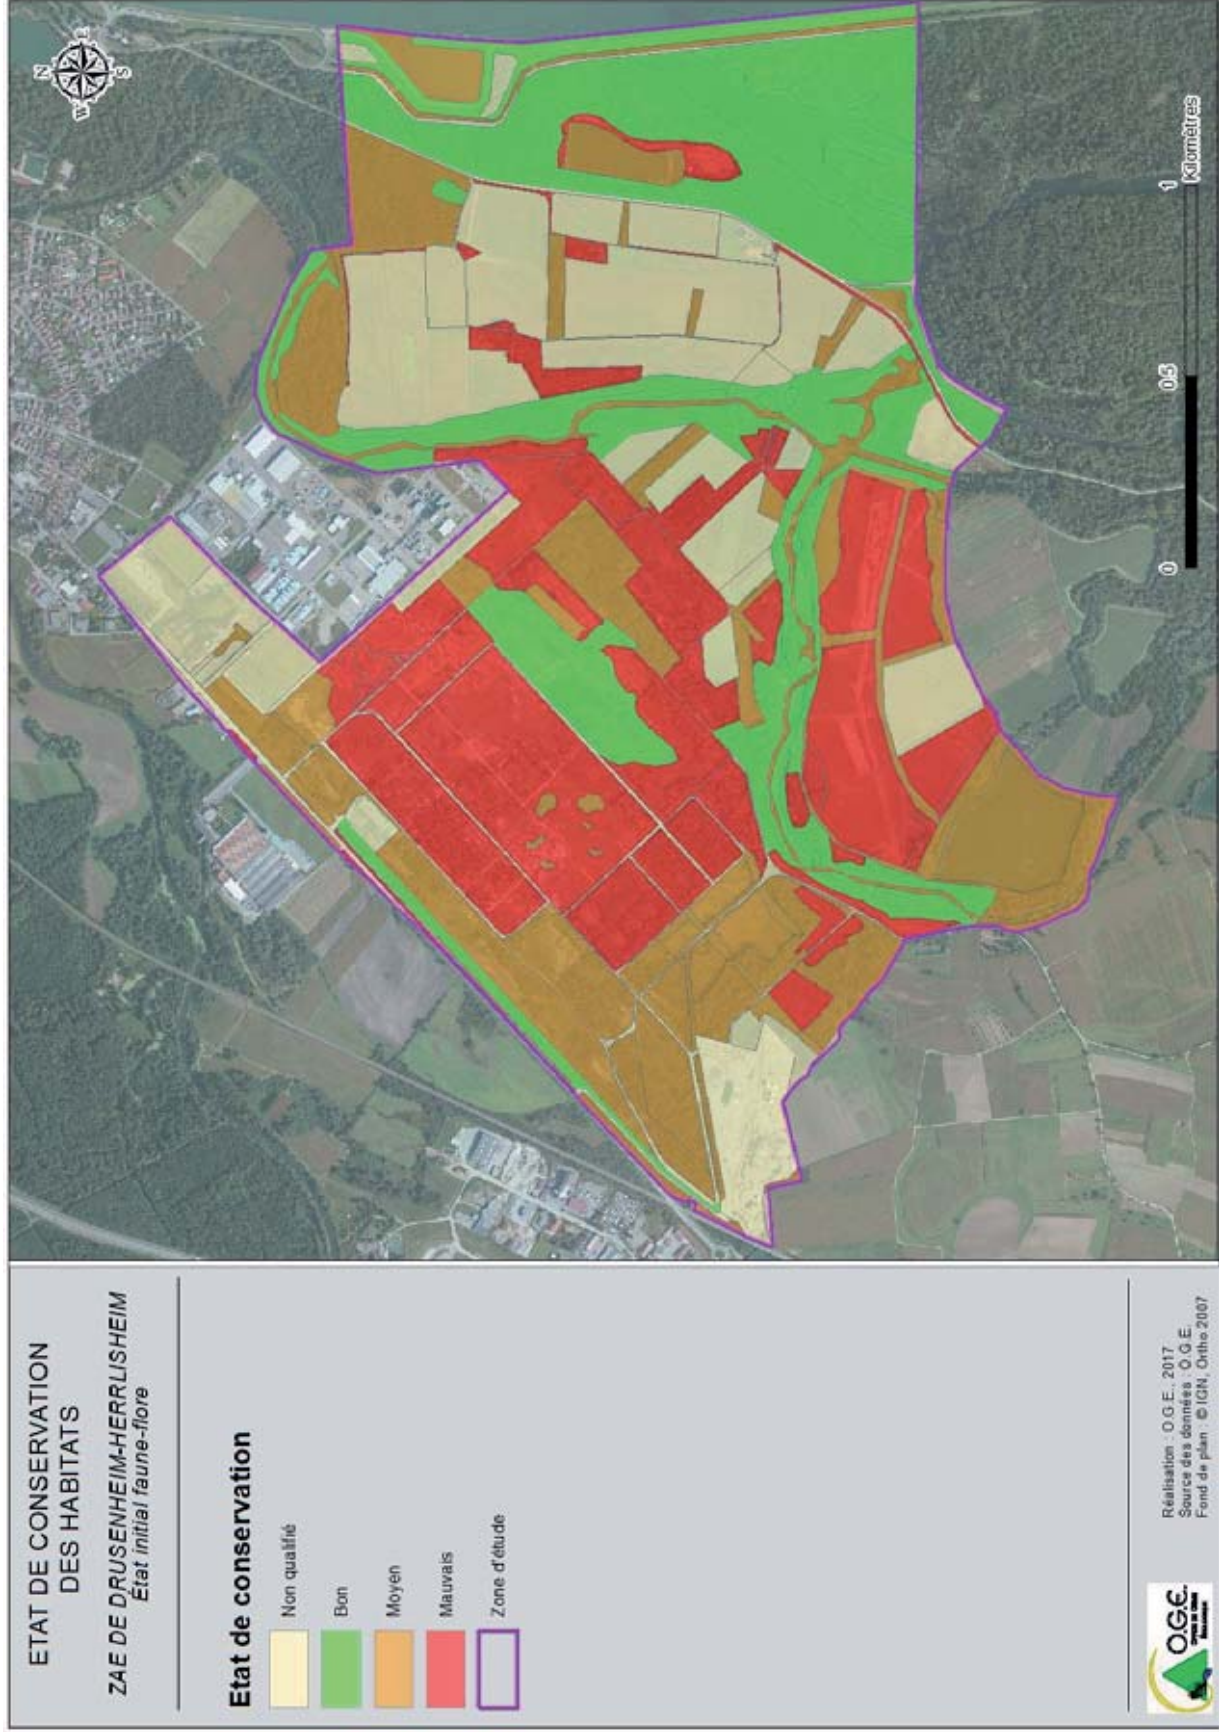 ETAT DE CONSERVATION
DES HABITATS
ZAE DE DRUSENHEIM-HERRLISHEIM
État initial faune-flore
Etat de conservation
Non qualifié
Bon
Moyen
Mauvais
Zone d'étude
Réalisation : O.G.E., 2017
Source des données : O.G.E.
Fond de plan : © IGN, Ortho 2007
O.G.E.
N
E
S
W
0
0.5
1
Kilomètres